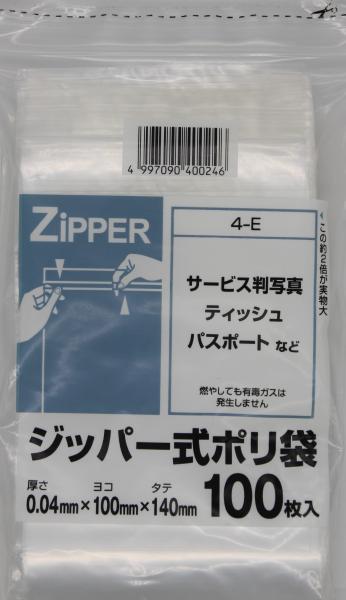 4 997090 400246
ZiPPER
4-E
サービス判写真
ティッシュ
パスポート など
燃やしても有毒ガスは
発生しません
◀ この約2倍が実物大
ジッパー式ポリ袋
厚さ ヨコ タテ
0.04mm×100mm×140mm 100枚入